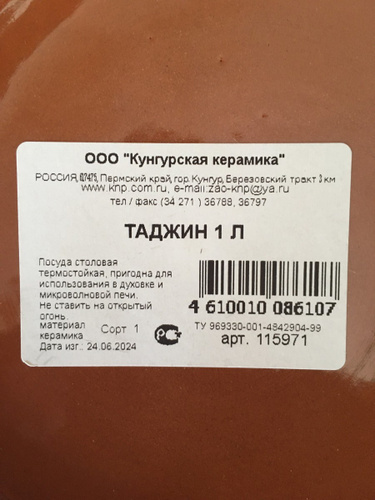 ООО "Кунгурская керамика"
РОССИЯ, Пермский край, гор. Кунгур, Березовский тракт 3 км
www.knp.com.ru, e-mail:zao-knp@ya.ru
тел / факс (34 271 ) 36788, 36797
ТАДЖИН 1 Л
Посуда столовая
термостойкая, пригодна для
использования в духовке и
микроволновой печи.
Не ставить на открытый
огонь.
материал
керамика Сорт 1
Дата изг.: 24.06.2024
РС
4 610010 086107
ТУ 969330-001-4842904-99
арт. 115971